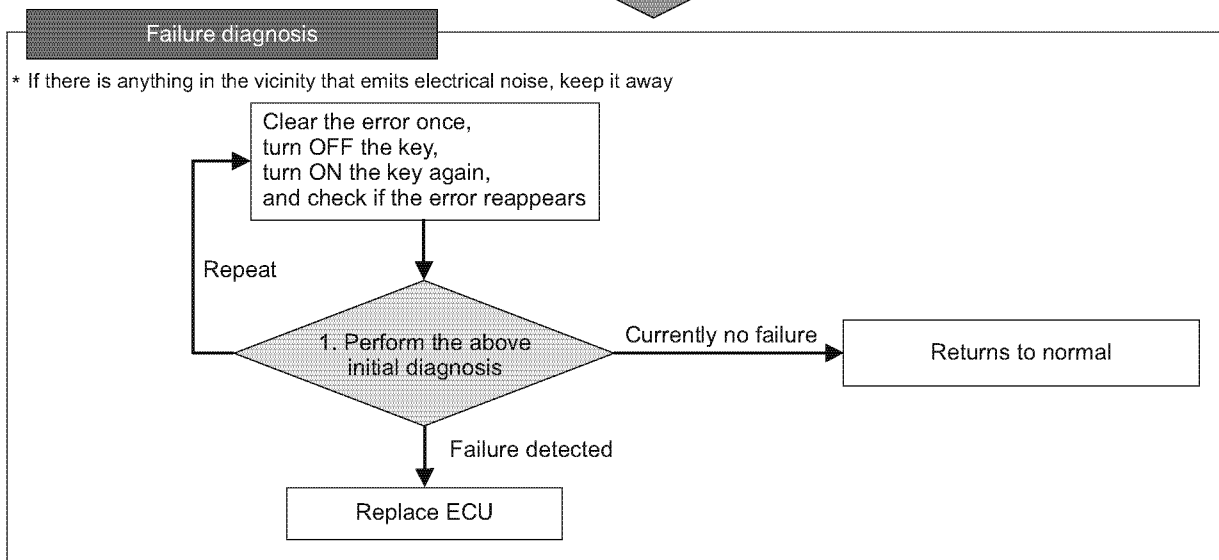 Failure diagnosis
* If there is anything in the vicinity that emits electrical noise, keep it away
Clear the error once,
turn OFF the key,
turn ON the key again,
and check if the error reappears
Repeat
1. Perform the above
initial diagnosis
Currently no failure
Returns to normal
Failure detected
Replace ECU